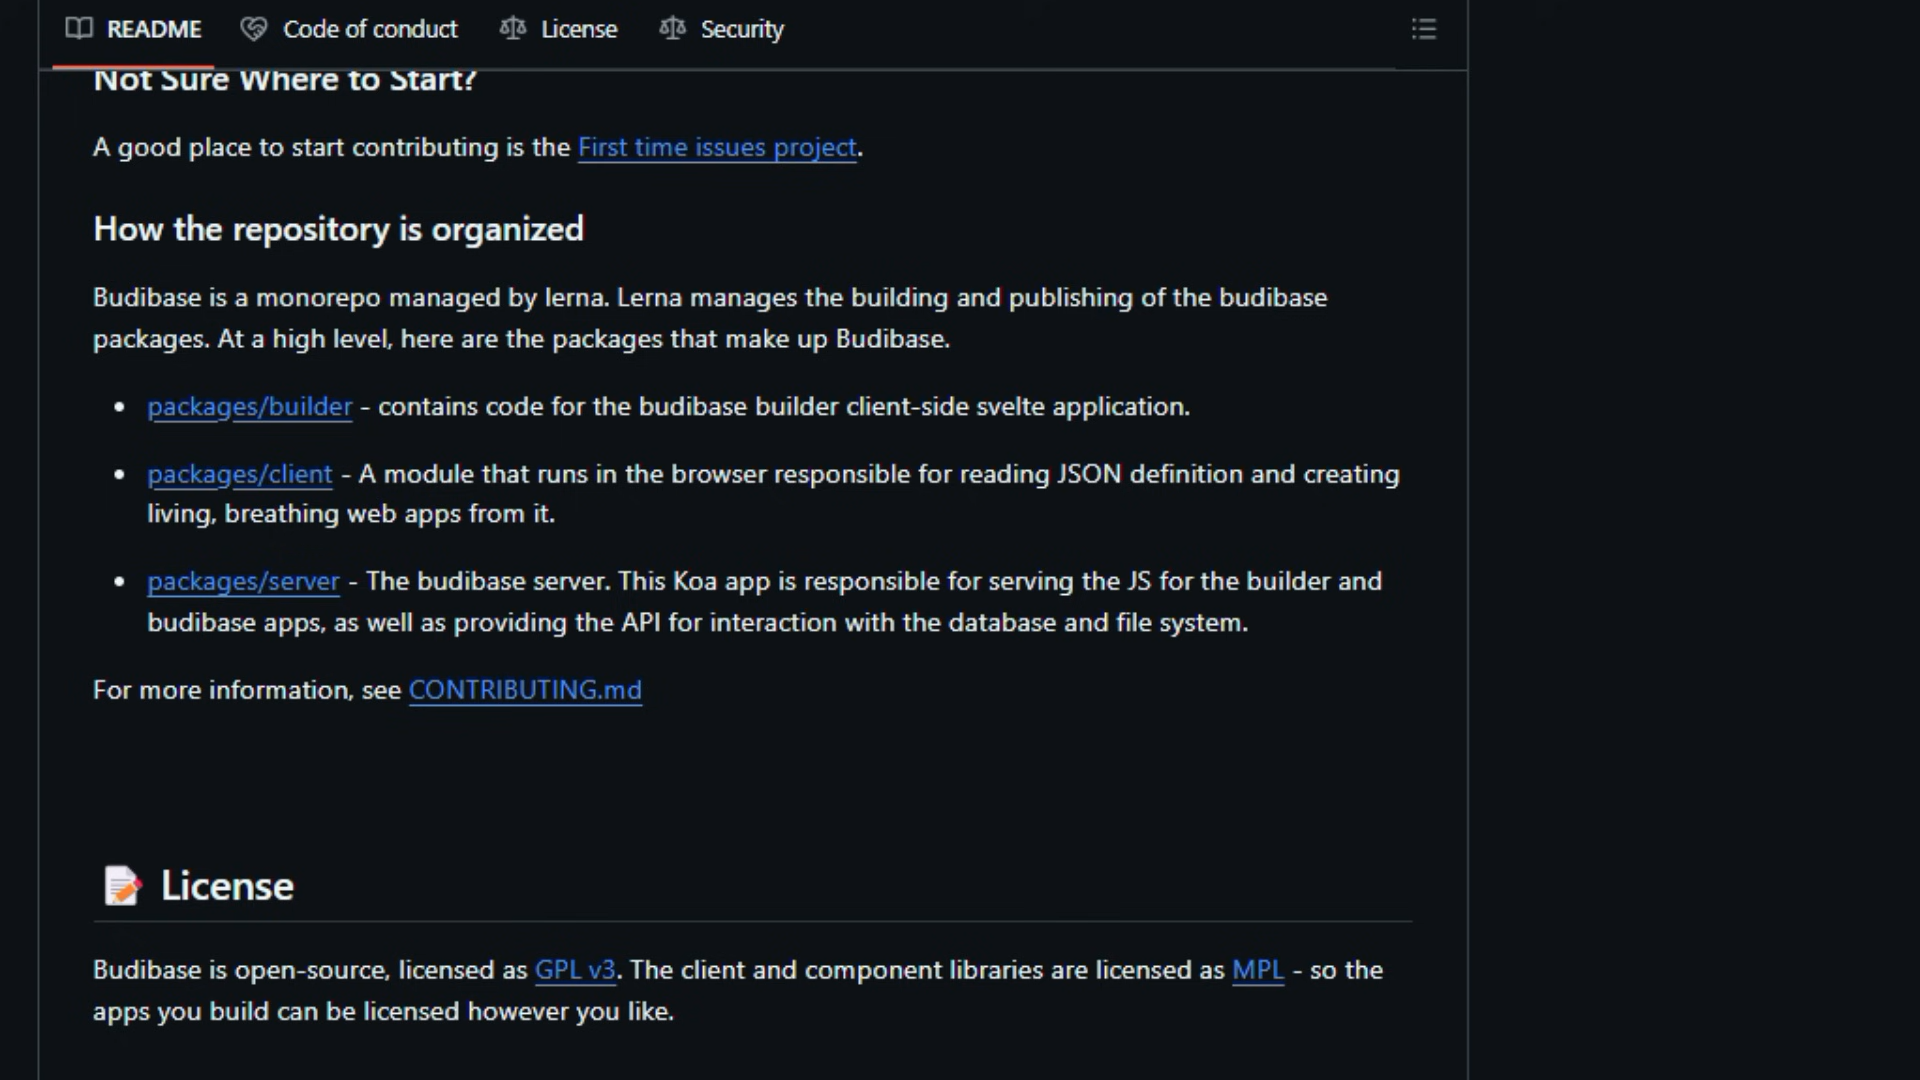 README Code of conduct License Security
Not Sure Where to Start?
A good place to start contributing is the First time issues project.
How the repository is organized
Budibase is a monorepo managed by lerna. Lerna manages the building and publishing of the budibase
packages. At a high level, here are the packages that make up Budibase.
packages/builder - contains code for the budibase builder client-side svelte application.
packages/client - A module that runs in the browser responsible for reading JSON definition and creating
living, breathing web apps from it.
packages/server - The budibase server. This Koa app is responsible for serving the JS for the builder and
budibase apps, as well as providing the API for interaction with the database and file system.
For more information, see CONTRIBUTING.md
License
Budibase is open-source, licensed as GPL v3. The client and component libraries are licensed as MPL - so the
apps you build can be licensed however you like.